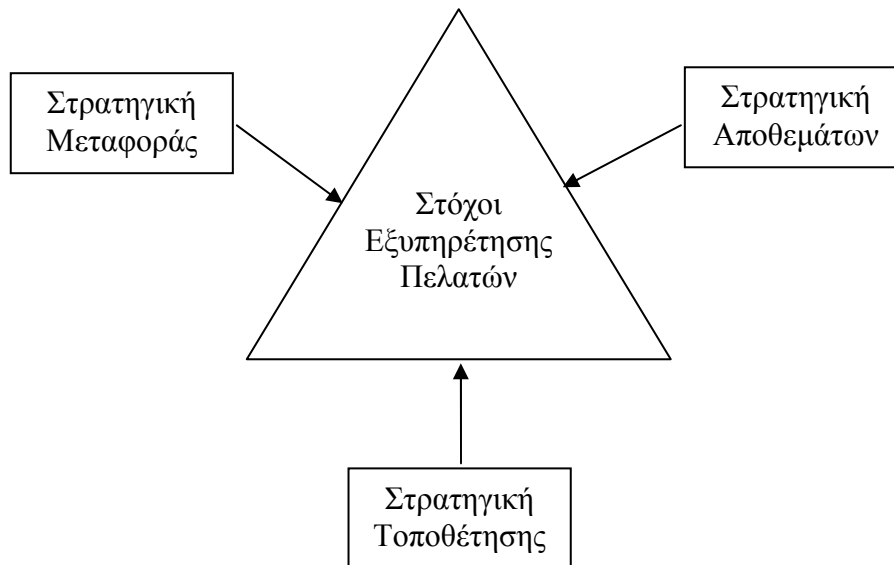 Στρατηγική
Μεταφοράς
Στρατηγική
Αποθεμάτων
Στόχοι
Εξυπηρέτησης
Πελατών
Στρατηγική
Τοποθέτησης